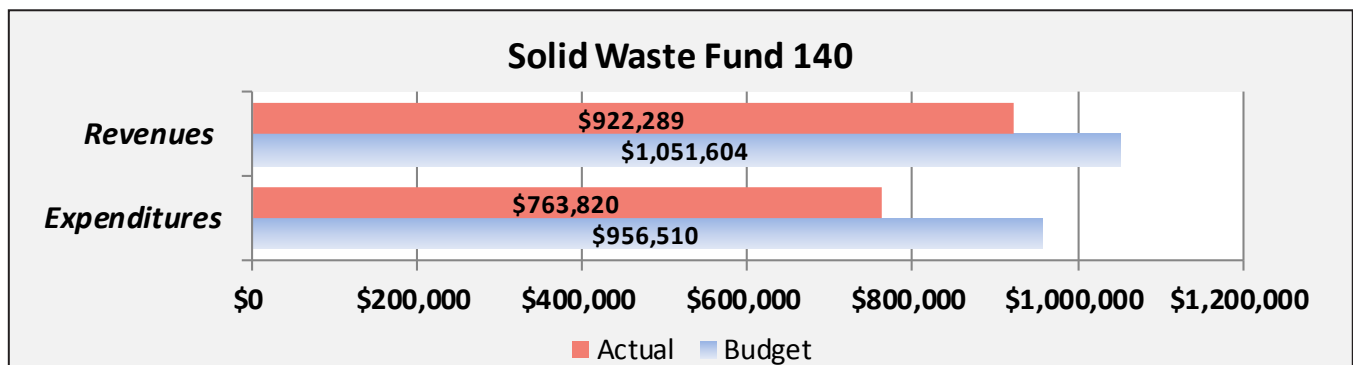 Solid Waste Fund 140
Revenues
$922,289
$1,051,604
Expenditures
$763,820
$956,510
$0 $200,000 $400,000 $600,000 $800,000 $1,000,000 $1,200,000
Actual Budget